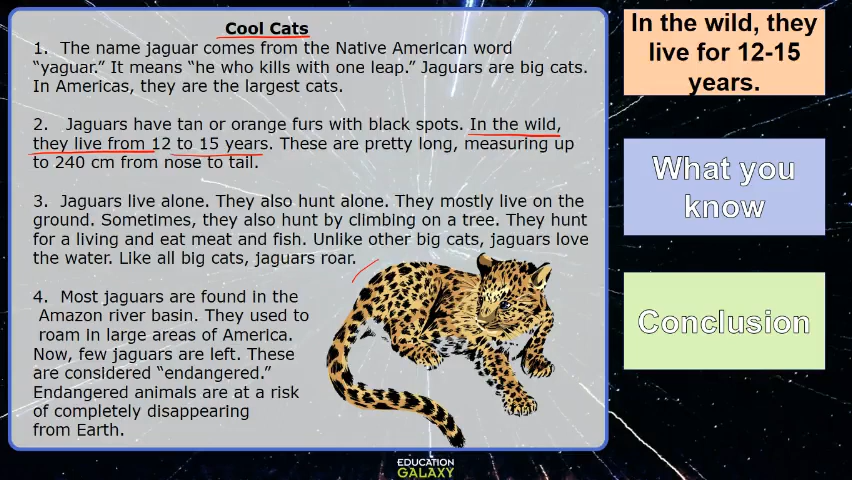 Cool Cats
1. The name jaguar comes from the Native American word
“yaguar.” It means “he who kills with one leap.” Jaguars are big cats.
In Americas, they are the largest cats.
2. Jaguars have tan or orange furs with black spots. In the wild,
they live from 12 to 15 years. These are pretty long, measuring up
to 240 cm from nose to tail.
3. Jaguars live alone. They also hunt alone. They mostly live on the
ground. Sometimes, they also hunt by climbing on a tree. They hunt
for a living and eat meat and fish. Unlike other big cats, jaguars love
the water. Like all big cats, jaguars roar.
4. Most jaguars are found in the
Amazon river basin. They used to
roam in large areas of America.
Now, few jaguars are left. These
are considered “endangered.”
Endangered animals are at a risk
of completely disappearing
from Earth.
In the wild, they
live for 12-15
years.
What you
know
Conclusion
EDUCATION
GALAXY